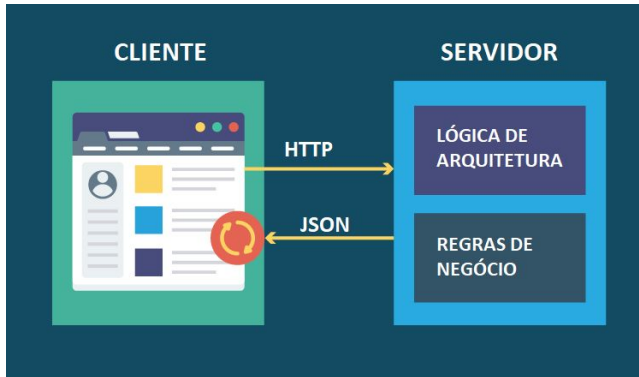 CLIENTE
SERVIDOR
HTTP
JSON
LÓGICA DE
ARQUITETURA
REGRAS DE
NEGÓCIO